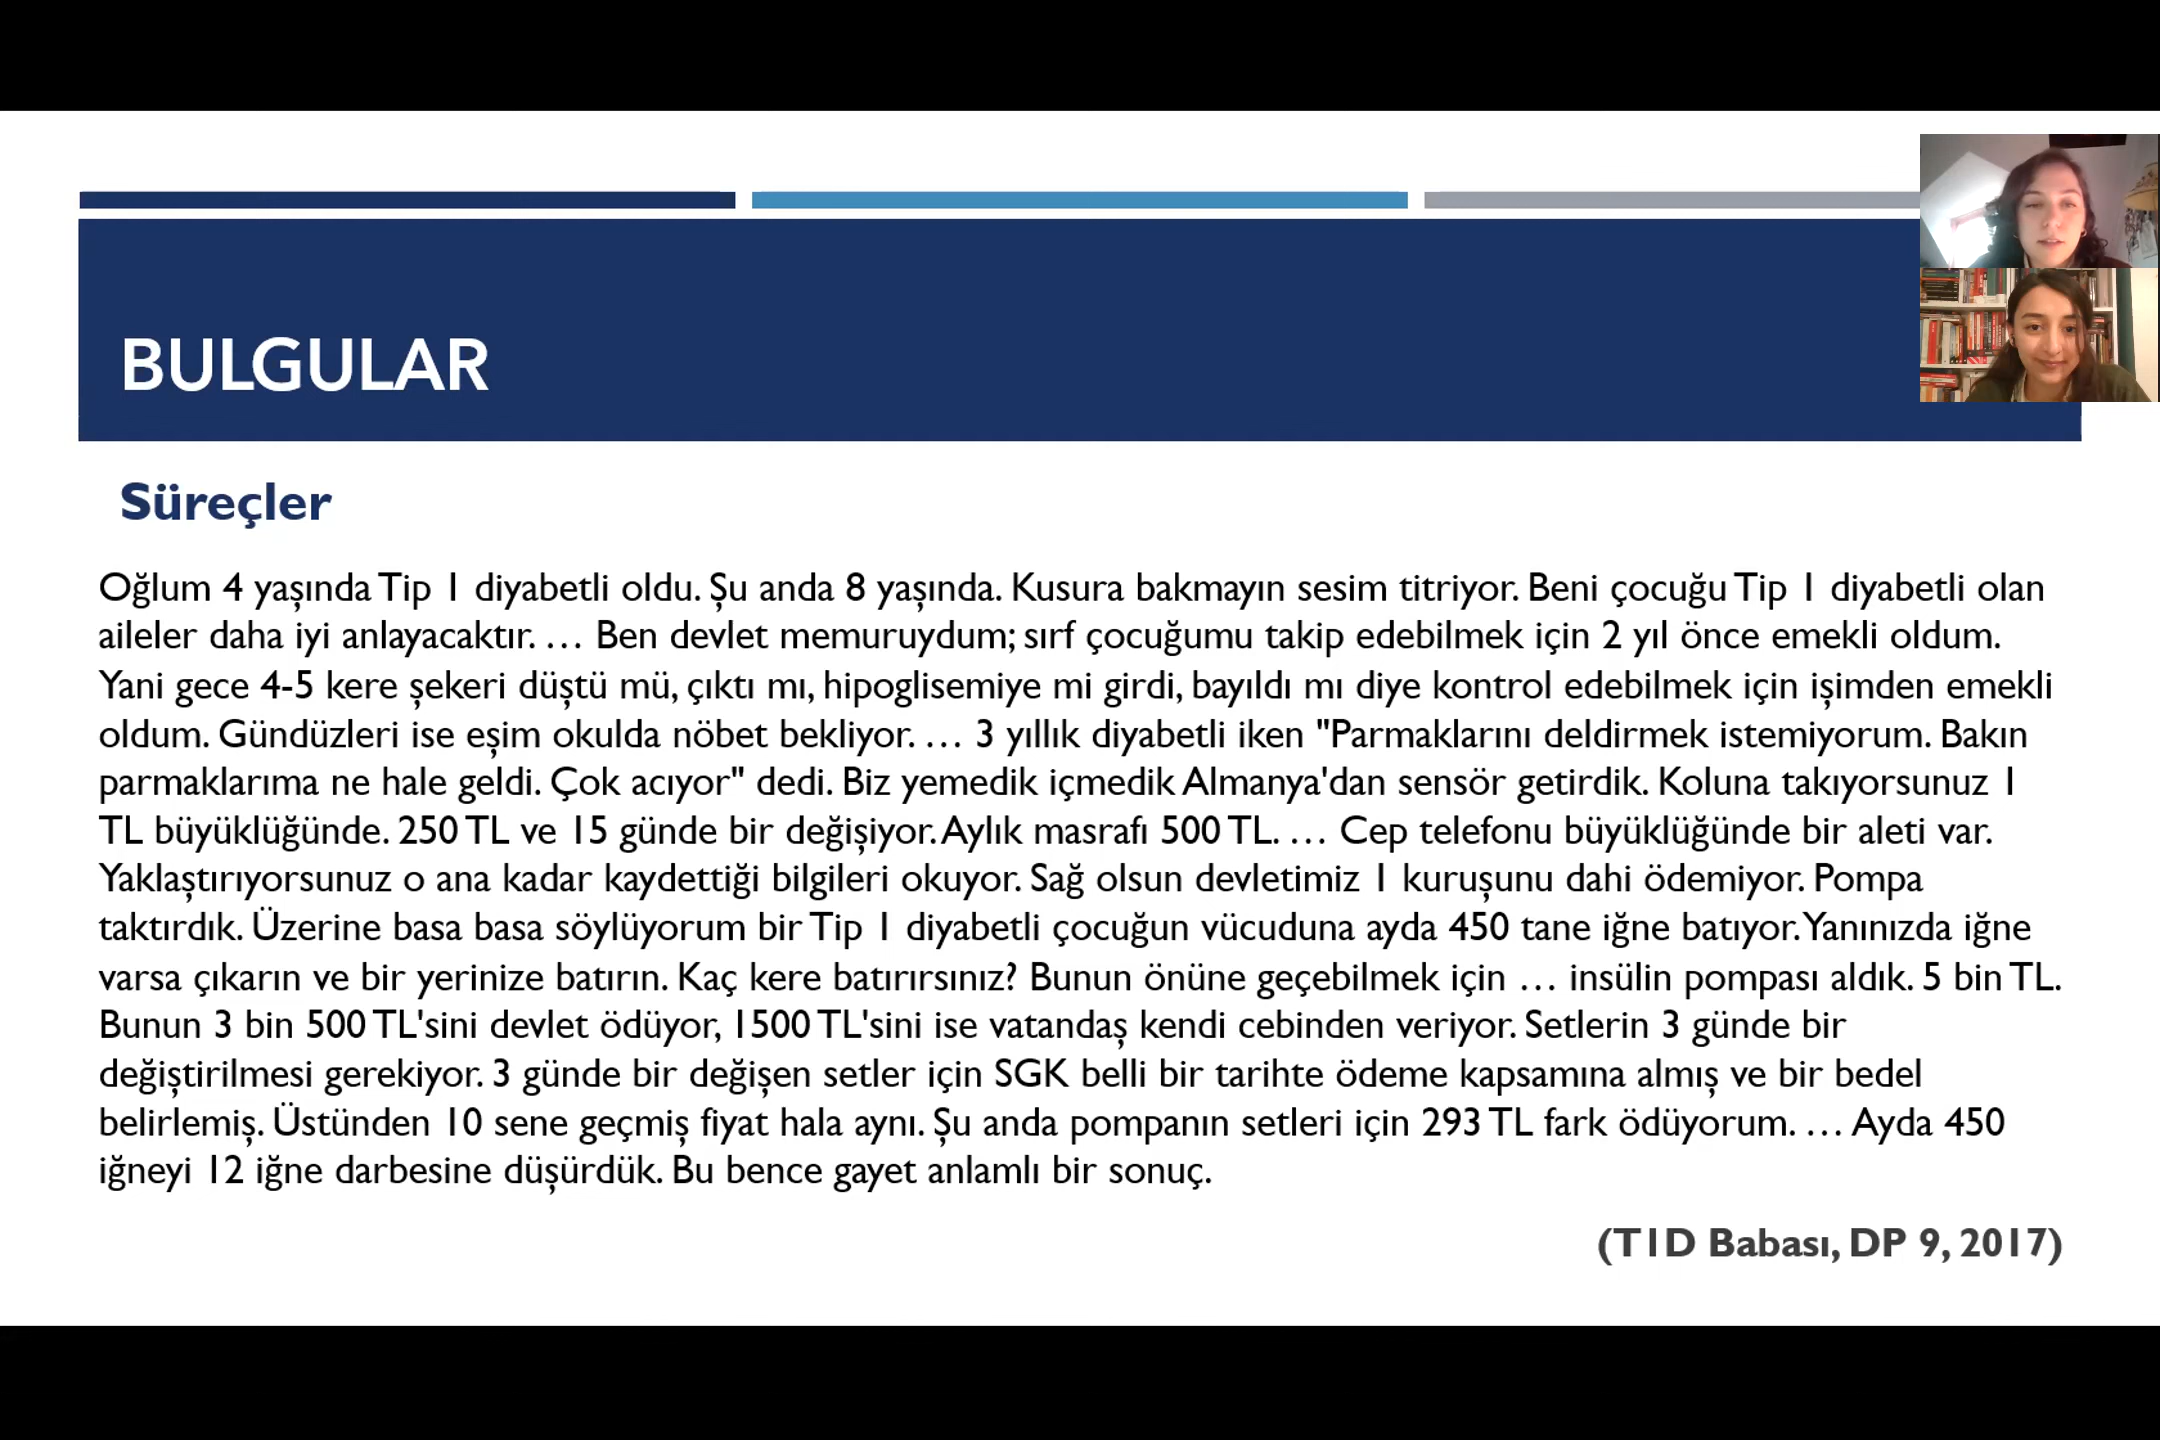 BULGULAR
Süreçler
Oğlum 4 yaşında Tip 1 diyabetli oldu. Şu anda 8 yaşında. Kusura bakmayın sesim titriyor. Beni çocuğu Tip 1 diyabetli olan
aileler daha iyi anlayacaktır. … Ben devlet memuruydum; sırf çocuğumu takip edebilmek için 2 yıl önce emekli oldum.
Yani gece 4-5 kere şekeri düştü mü, çıktı mı, hipoglisemiye mi girdi, bayıldı mı diye kontrol edebilmek için işimden emekli
oldum. Gündüzleri ise eşim okulda nöbet bekliyor. … 3 yıllık diyabetli iken "Parmaklarını deldirmek istemiyorum. Bakın
parmaklarıma ne hale geldi. Çok acıyor" dedi. Biz yemedik içmedik Almanya'dan sensör getirdik. Koluna takıyorsunuz 1
TL büyüklüğünde. 250 TL ve 15 günde bir değişiyor. Aylık masrafı 500 TL. … Cep telefonu büyüklüğünde bir aleti var.
Yaklaştırıyorsunuz o ana kadar kaydettiği bilgileri okuyor. Sağ olsun devletimiz 1 kuruşunu dahi ödemiyor. Pompa
taktırdık. Üzerine basa basa söylüyorum bir Tip 1 diyabetli çocuğun vücuduna ayda 450 tane iğne batıyor. Yanınızda iğne
varsa çıkarın ve bir yerinize batırın. Kaç kere batırırsınız? Bunun önüne geçebilmek için … insülin pompası aldık. 5 bin TL.
Bunun 3 bin 500 TL'sini devlet ödüyor, 1500 TL'sini ise vatandaş kendi cebinden veriyor. Setlerin 3 günde bir
değiştirilmesi gerekiyor. 3 günde bir değişen setler için SGK belli bir tarihte ödeme kapsamına almış ve bir bedel
belirlemiş. Üstünden 10 sene geçmiş fiyat hala aynı. Şu anda pompanın setleri için 293 TL fark ödüyorum. … Ayda 450
iğneyi 12 iğne darbesine düşürdük. Bu bence gayet anlamlı bir sonuç.
(T1D Babası, DP 9, 2017)